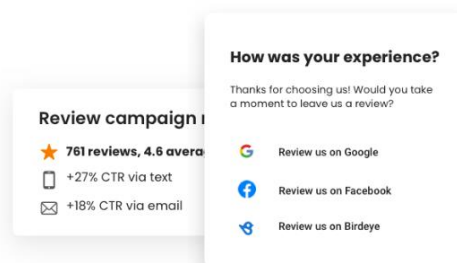 How was your experience?
Thanks for choosing us! Would you take
a moment to leave us a review?
Review us on Google
Review us on Facebook
Review us on Birdeye
Review campaign
761 reviews, 4.6
+27% CTR via text
+18% CTR via email